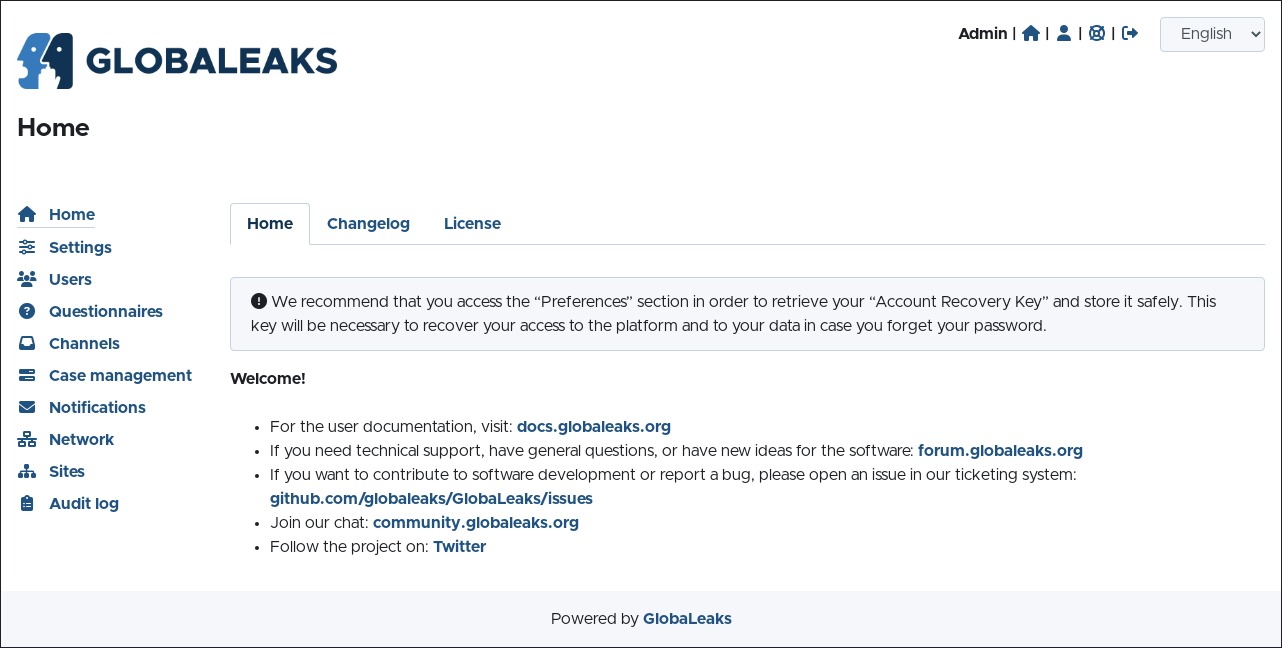 GLOBALEAKS
Admin | | | |
English
Home
Home
Settings
Users
Questionnaires
Channels
Case management
Notifications
Network
Sites
Audit log
Home Changelog License
We recommend that you access the “Preferences” section in order to retrieve your “Account Recovery Key” and store it safely. This
key will be necessary to recover your access to the platform and to your data in case you forget your password.
Welcome!
• For the user documentation, visit: docs.globaleaks.org
• If you need technical support, have general questions, or have new ideas for the software: forum.globaleaks.org
• If you want to contribute to software development or report a bug, please open an issue in our ticketing system:
github.com/globaleaks/GlobaLeaks/issues
• Join our chat: community.globaleaks.org
• Follow the project on: Twitter
Powered by GlobaLeaks